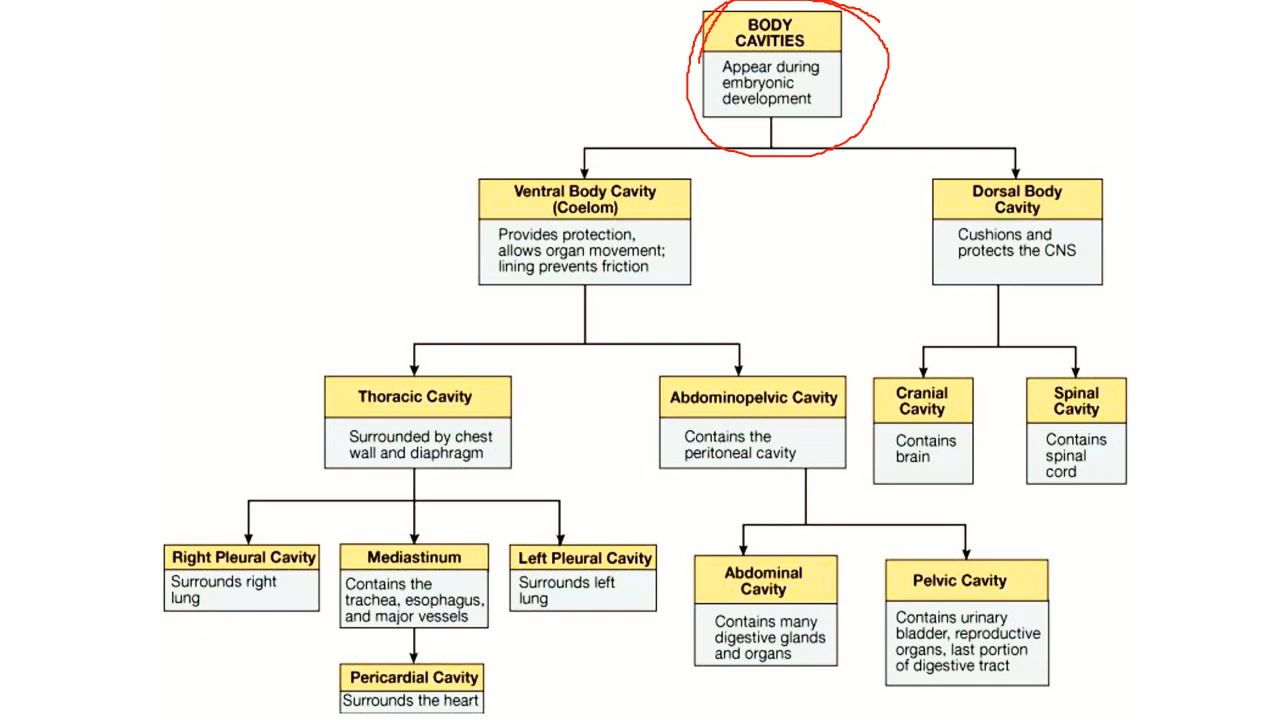 BODY
CAVITIES
Appear during
embryonic
development
Ventral Body Cavity
(Coelom)
Provides protection,
allows organ movement;
lining prevents friction
Dorsal Body
Cavity
Cushions and
protects the CNS
Thoracic Cavity
Surrounded by chest
wall and diaphragm
Abdominopelvic Cavity
Contains the
peritoneal cavity
Cranial
Cavity
Contains
brain
Spinal
Cavity
Contains
spinal
cord
Right Pleural Cavity
Surrounds right
lung
Mediastinum
Contains the
trachea, esophagus,
and major vessels
Left Pleural Cavity
Surrounds left
lung
Abdominal
Cavity
Contains many
digestive glands
and organs
Pelvic Cavity
Contains urinary
bladder, reproductive
organs, last portion
of digestive tract
Pericardial Cavity
Surrounds the heart